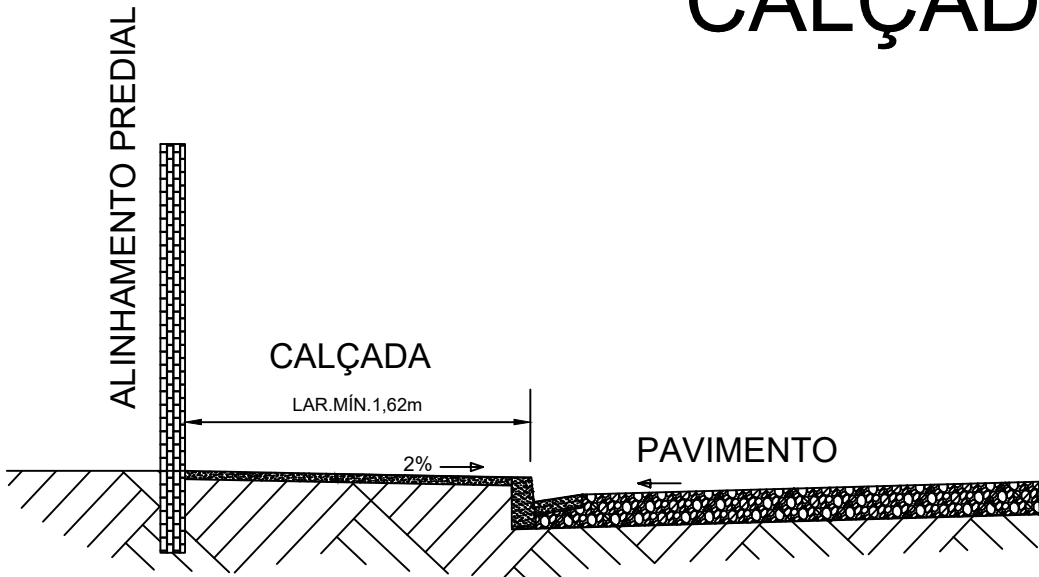 CALÇAD
ALINHAMENTO PREDIAL
CALÇADA
LAR.MÍN.1,62m
2%
PAVIMENTO